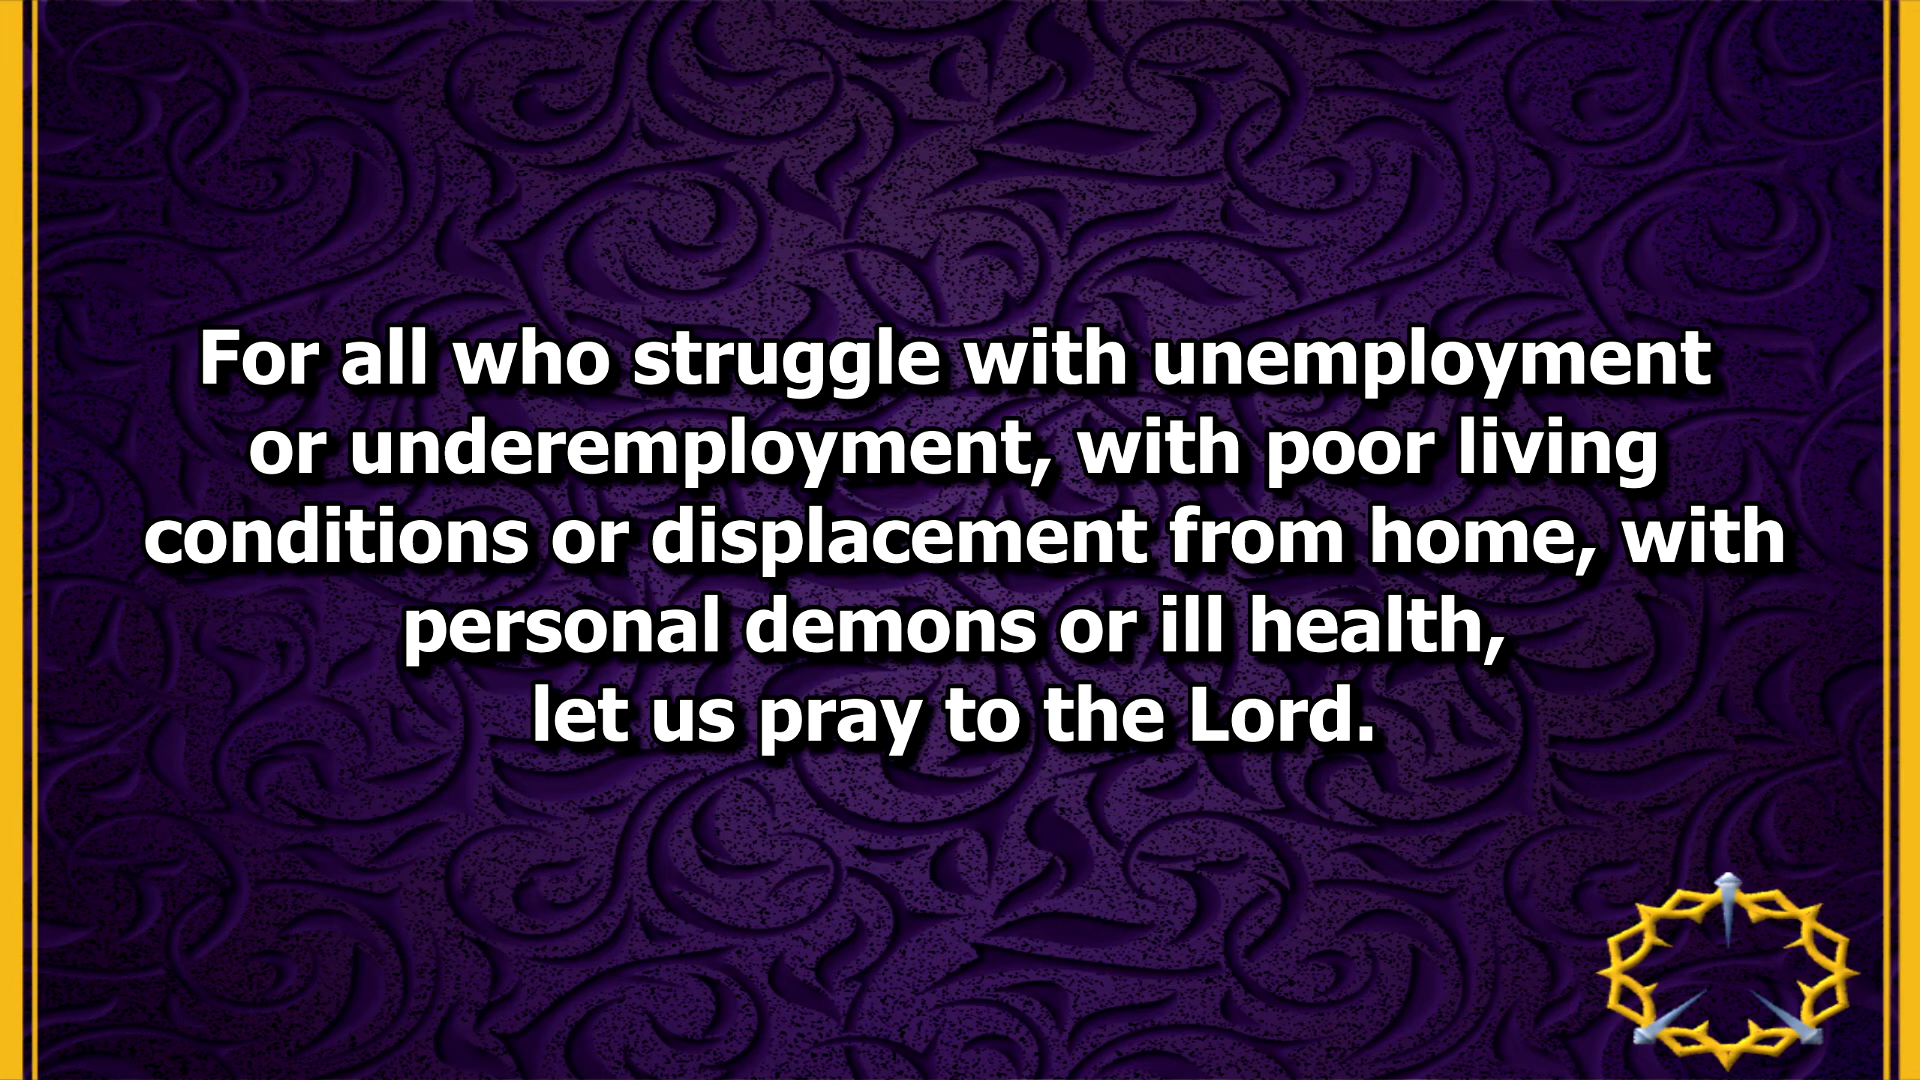 For all who struggle with unemployment
or underemployment, with poor living
conditions or displacement from home, with
personal demons or ill health,
let us pray to the Lord.